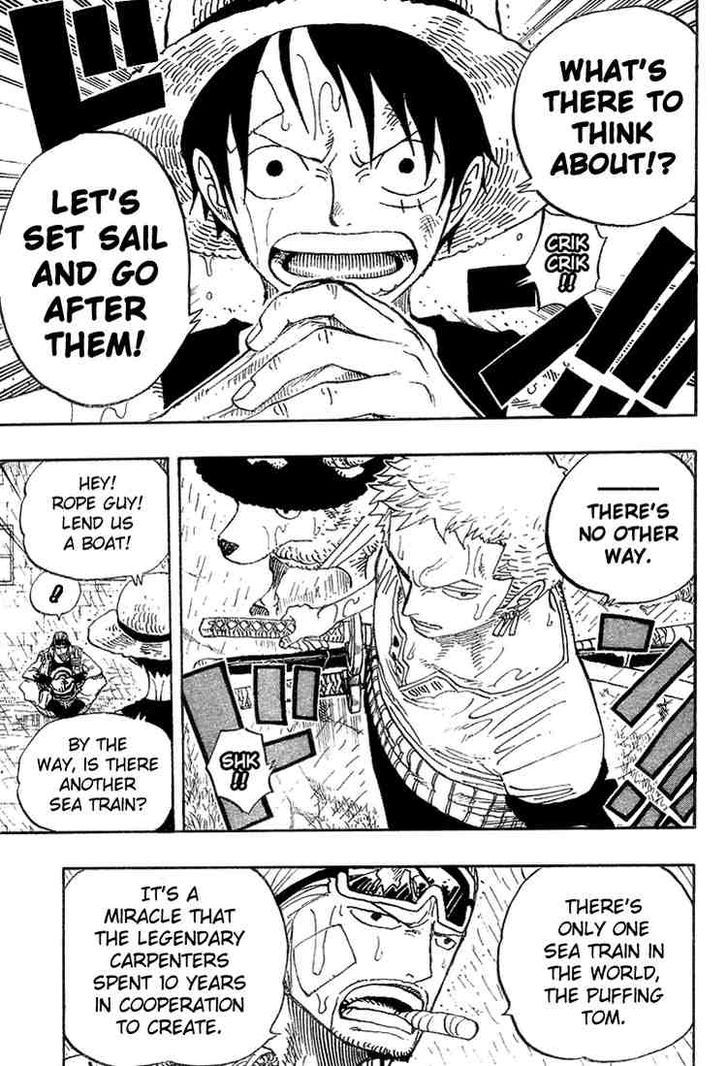 WHAT'S
THERE TO
THINK
ABOUT!?
LET'S
SET SAIL
AND GO
AFTER
THEM!
CRIK
CRIK
!!
THERE'S
NO OTHER
WAY.
SHK
!!
HEY!
ROPE GUY!
LEND US
A BOAT!
!
BY THE
WAY, IS THERE
ANOTHER
SEA TRAIN?
THERE'S
ONLY ONE
SEA TRAIN IN
THE WORLD,
THE PUFFING
TOM.
IT'S A
MIRACLE THAT
THE LEGENDARY
CARPENTERS
SPENT 10 YEARS
IN COOPERATION
TO CREATE.